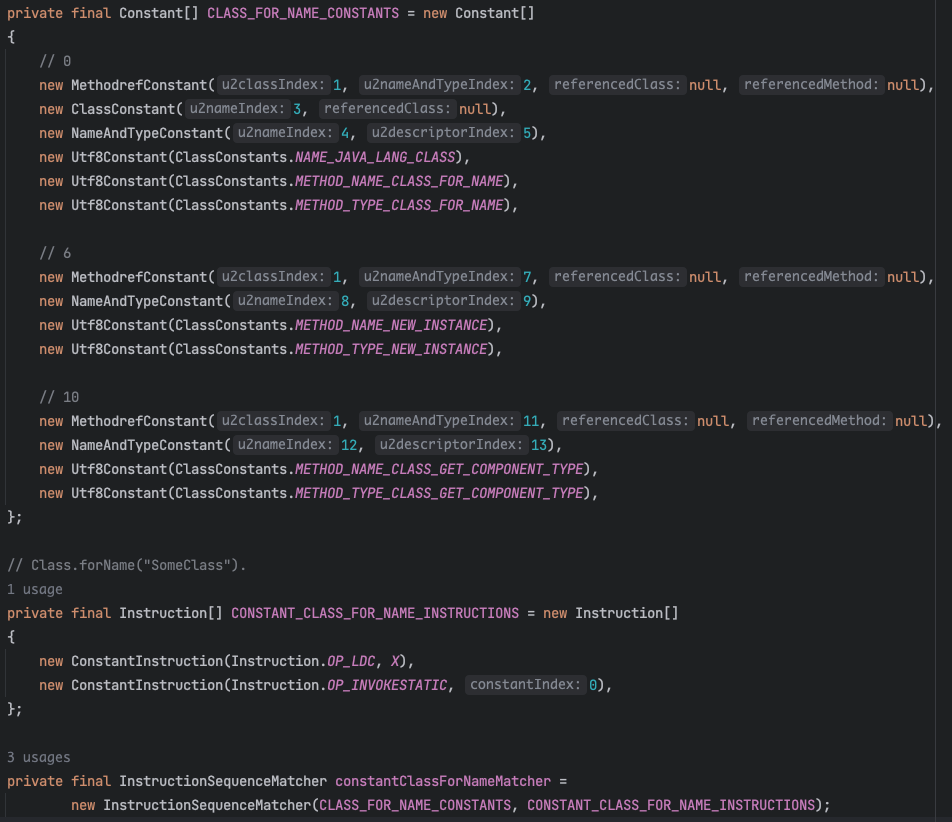 private final Constant[] CLASS_FOR_NAME_CONSTANTS = new Constant[]
{
    // 0
    new MethodrefConstant( u2classIndex: 1,  u2nameAndTypeIndex: 2,  referencedClass: null,  referencedMethod: null),
    new ClassConstant( u2nameIndex: 3,  referencedClass: null),
    new NameAndTypeConstant( u2nameIndex: 4,  u2descriptorIndex: 5),
    new Utf8Constant(ClassConstants.NAME_JAVA_LANG_CLASS),
    new Utf8Constant(ClassConstants.METHOD_NAME_CLASS_FOR_NAME),
    new Utf8Constant(ClassConstants.METHOD_TYPE_CLASS_FOR_NAME),

    // 6
    new MethodrefConstant( u2classIndex: 1,  u2nameAndTypeIndex: 7,  referencedClass: null,  referencedMethod: null),
    new NameAndTypeConstant( u2nameIndex: 8,  u2descriptorIndex: 9),
    new Utf8Constant(ClassConstants.METHOD_NAME_NEW_INSTANCE),
    new Utf8Constant(ClassConstants.METHOD_TYPE_NEW_INSTANCE),

    // 10
    new MethodrefConstant( u2classIndex: 1,  u2nameAndTypeIndex: 11,  referencedClass: null,  referencedMethod: null),
    new NameAndTypeConstant( u2nameIndex: 12,  u2descriptorIndex: 13),
    new Utf8Constant(ClassConstants.METHOD_NAME_CLASS_GET_COMPONENT_TYPE),
    new Utf8Constant(ClassConstants.METHOD_TYPE_CLASS_GET_COMPONENT_TYPE),
};

// Class.forName("SomeClass").
1 usage
private final Instruction[] CONSTANT_CLASS_FOR_NAME_INSTRUCTIONS = new Instruction[]
{
    new ConstantInstruction(Instruction.OP_LDC, X),
    new ConstantInstruction(Instruction.OP_INVOKESTATIC,  constantIndex: 0),
};

3 usages
private final InstructionSequenceMatcher constantClassForNameMatcher =
        new InstructionSequenceMatcher(CLASS_FOR_NAME_CONSTANTS, CONSTANT_CLASS_FOR_NAME_INSTRUCTIONS);